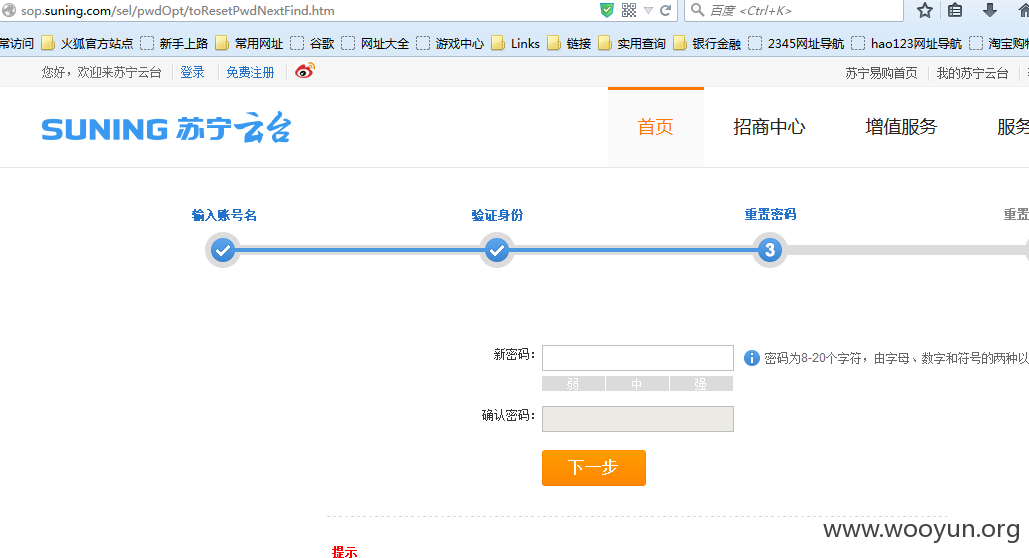 sop.suning.com/sel/pwdOpt/toResetPwdNextFind.htm 百度 <Ctrl+K>
常访问 火狐官方站点 新手上路 常用网址 谷歌 网址大全 游戏中心 Links 链接 实用查询 银行金融 2345网址导航 hao123网址导航 淘宝购物
您好，欢迎来苏宁云台 登录 免费注册 苏宁易购首页 我的苏宁云台
SUNING 苏宁云台 首页 招商中心 增值服务 服务
输入账号名 验证身份 重置密码 重置
3
新密码： 密码为8-20个字符，由字母、数字和符号的两种以
弱 中 强
确认密码：
下一步
www.wooyun.org
提示